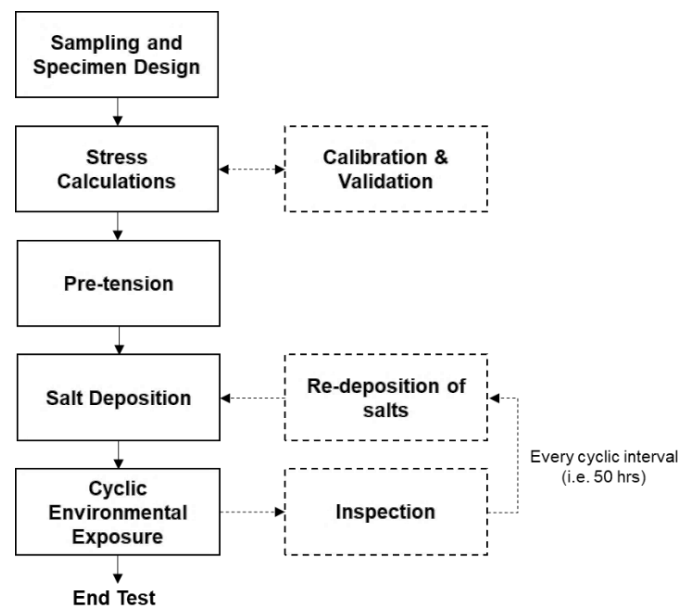 Sampling and
Specimen Design
Stress
Calculations
Calibration &
Validation
Pre-tension
Salt Deposition
Re-deposition of
salts
Every cyclic interval
(i.e. 50 hrs)
Cyclic
Environmental
Exposure
Inspection
End Test